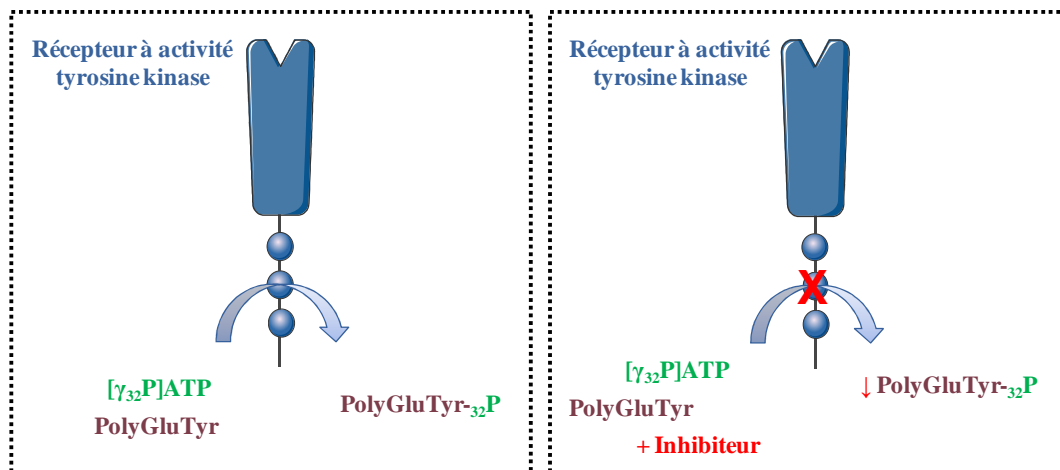 Récepteur à activité
tyrosine kinase
[γ32P]ATP
PolyGluTyr
PolyGluTyr-32P
Récepteur à activité
tyrosine kinase
X
[γ32P]ATP
PolyGluTyr
+ Inhibiteur
↓ PolyGluTyr-32P